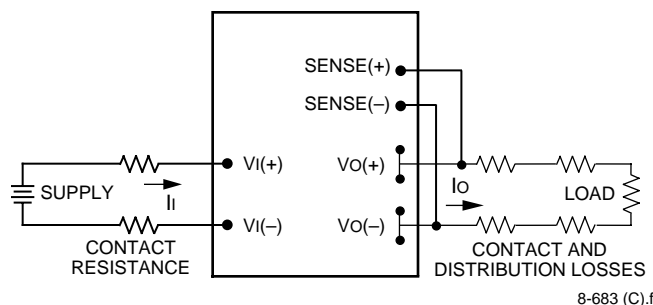 SENSE(+)
SENSE(–)
VI(+)
VO(+)
SUPPLY
II
IO
LOAD
VI(–)
VO(–)
CONTACT
RESISTANCE
CONTACT AND
DISTRIBUTION LOSSES
8-683 (C).f